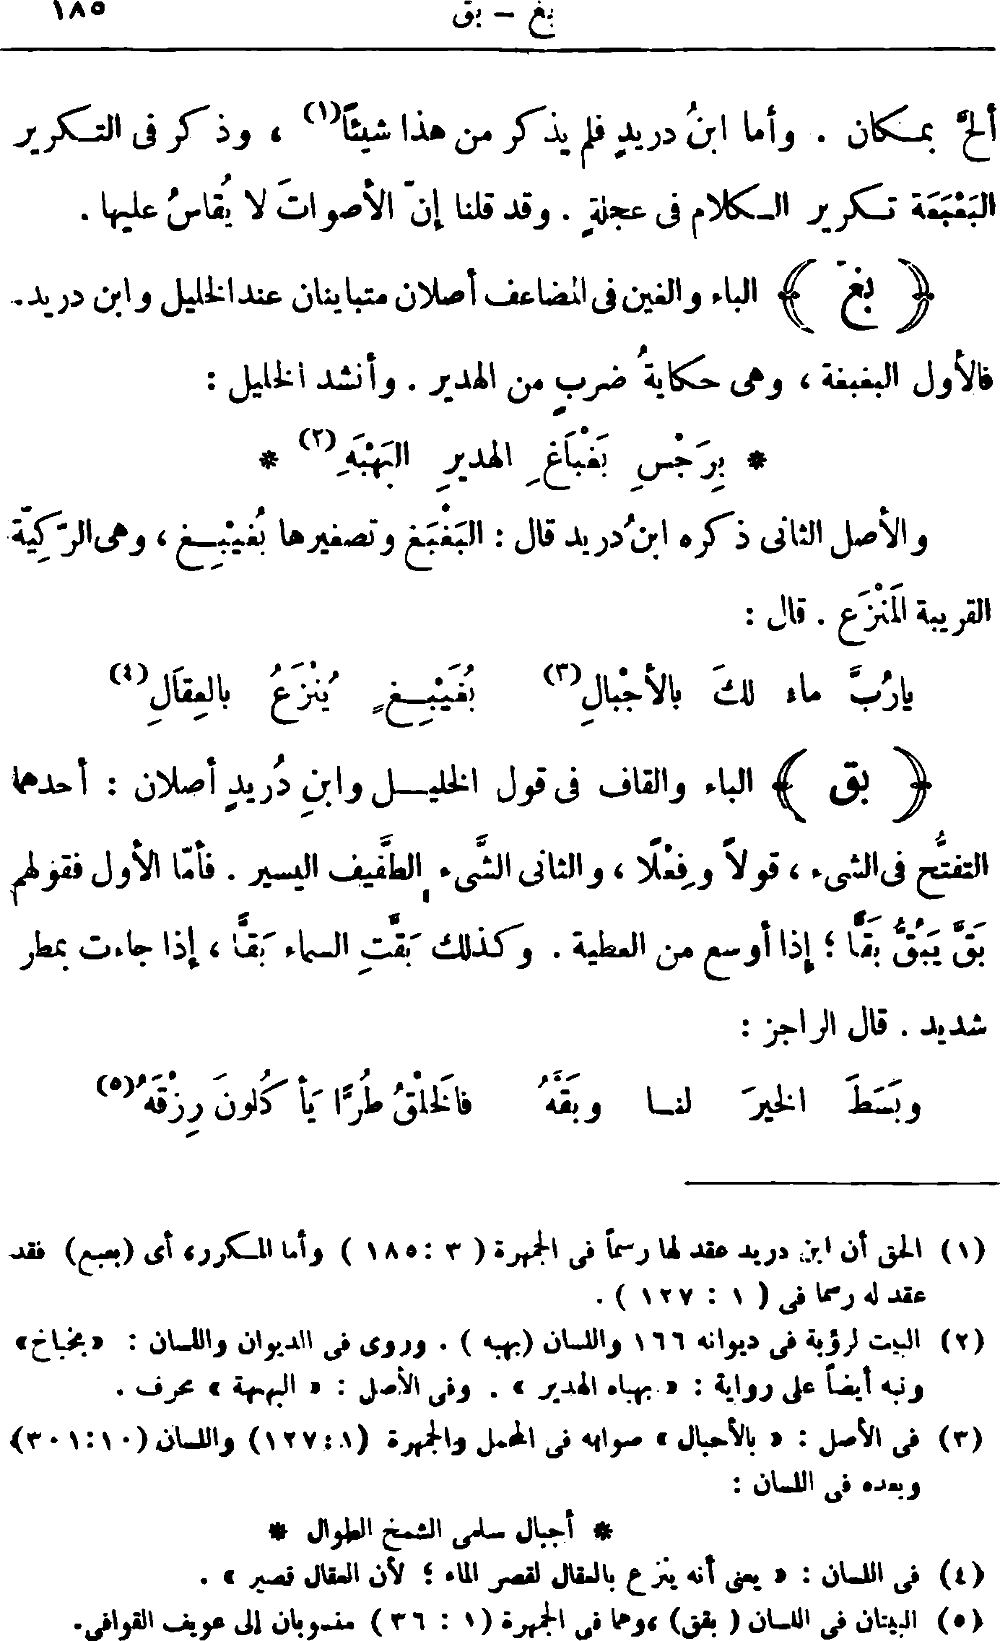 بغ — بق ١٨٥
ألحّ بمكان . وأما ابنُ دريدٍ فلم يذكر من هذا شيئاً(١) ، وذكر فى التكرير
البَعْبَعَة تكرير الكلام فى عجلةٍ . وقد قلنا إنّ الأصواتَ لا يُقاسُ عليها .
﴿ بغّ ﴾ الباء والغين فى المضاعف أصلان متباينان عند الخليل وابن دريد.
فالأول البغبغة ، وهى حكايةُ ضربٍ من الهدير . وأنشد الخليل :
* بِرَجْسِ بَغْبَاغِ الهديرِ البَهْبَهِ(٢) *
والأصل الثانى ذكره ابنُ دريد قال : البَغْبَغ وتصغيرها بُغَيْبِغ ، وهى الرّكِيّة
القريبة المَنْزَع . قال :
يارُبَّ ماء لكَ بالأجْبالِ(٣) بُغَيْبِغٍ يُنْزَعُ بالعِقَالِ(٤)
﴿ بق ﴾ الباء والقاف فى قول الخليل وابنِ دُريدٍ أصلان : أحدهما
التفتُّح فى الشىء ، قولاً وفِعْلًا ، والثانى الشَّىء الطَّفيف اليسير . فأمّا الأول فقولهم
بَقَّ يَبُقُّ بَقًّا ؛ إذا أوسع من العطية . وكذلك بَقَّتِ السماء بَقًّا ، إذا جاءت بمطر
شديد . قال الراجز :
وبَسَطَ الخيرَ لنا وبَقَّهُ فالَخلْقُ طُرًّا يَأكُلونَ رِزْقَهُ(٥)
(١) الحق أن ابن دريد عقد لها رسماً فى الجمهرة ( ٣ : ١٨٥ ) وأما المكرر، أى (بعبع) فقد
عقد له رسما فى ( ١ : ١٢٧ ) .
(٢) البيت لرؤبة فى ديوانه ١٦٦ واللسان (بهبه ) . وروى فى الديوان واللسان : «بخباخ»
ونبه أيضاً على رواية : « بهباه الهدير » . وفى الأصل : « البهبهة » محرف .
(٣) فى الأصل : « بالأحبال » صوابه فى المجمل والجمهرة (١:١٢٧) واللسان (١٠:٣٠١)
وبعده فى اللسان :
* أجبال سلمى الشمخ الطوال *
(٤) فى اللسان : « يعنى أنه ينزع بالعقال لقصر الماء ؛ لأن العقال قصير » .
(٥) البيتان فى اللسان ( بقق) ، وهما فى الجمهرة (١ : ٣٦ ) منسوبان إلى عويف القوافى.